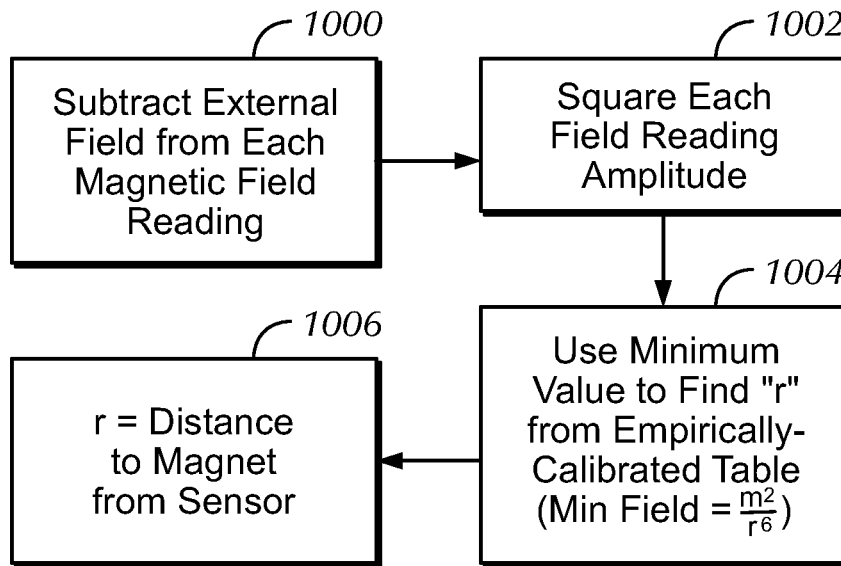 1000
Subtract External
Field from Each
Magnetic Field
Reading
1002
Square Each
Field Reading
Amplitude
1004
Use Minimum
Value to Find "r"
from Empirically-
Calibrated Table
(Min Field = m²/r⁶)
1006
r = Distance
to Magnet
from Sensor